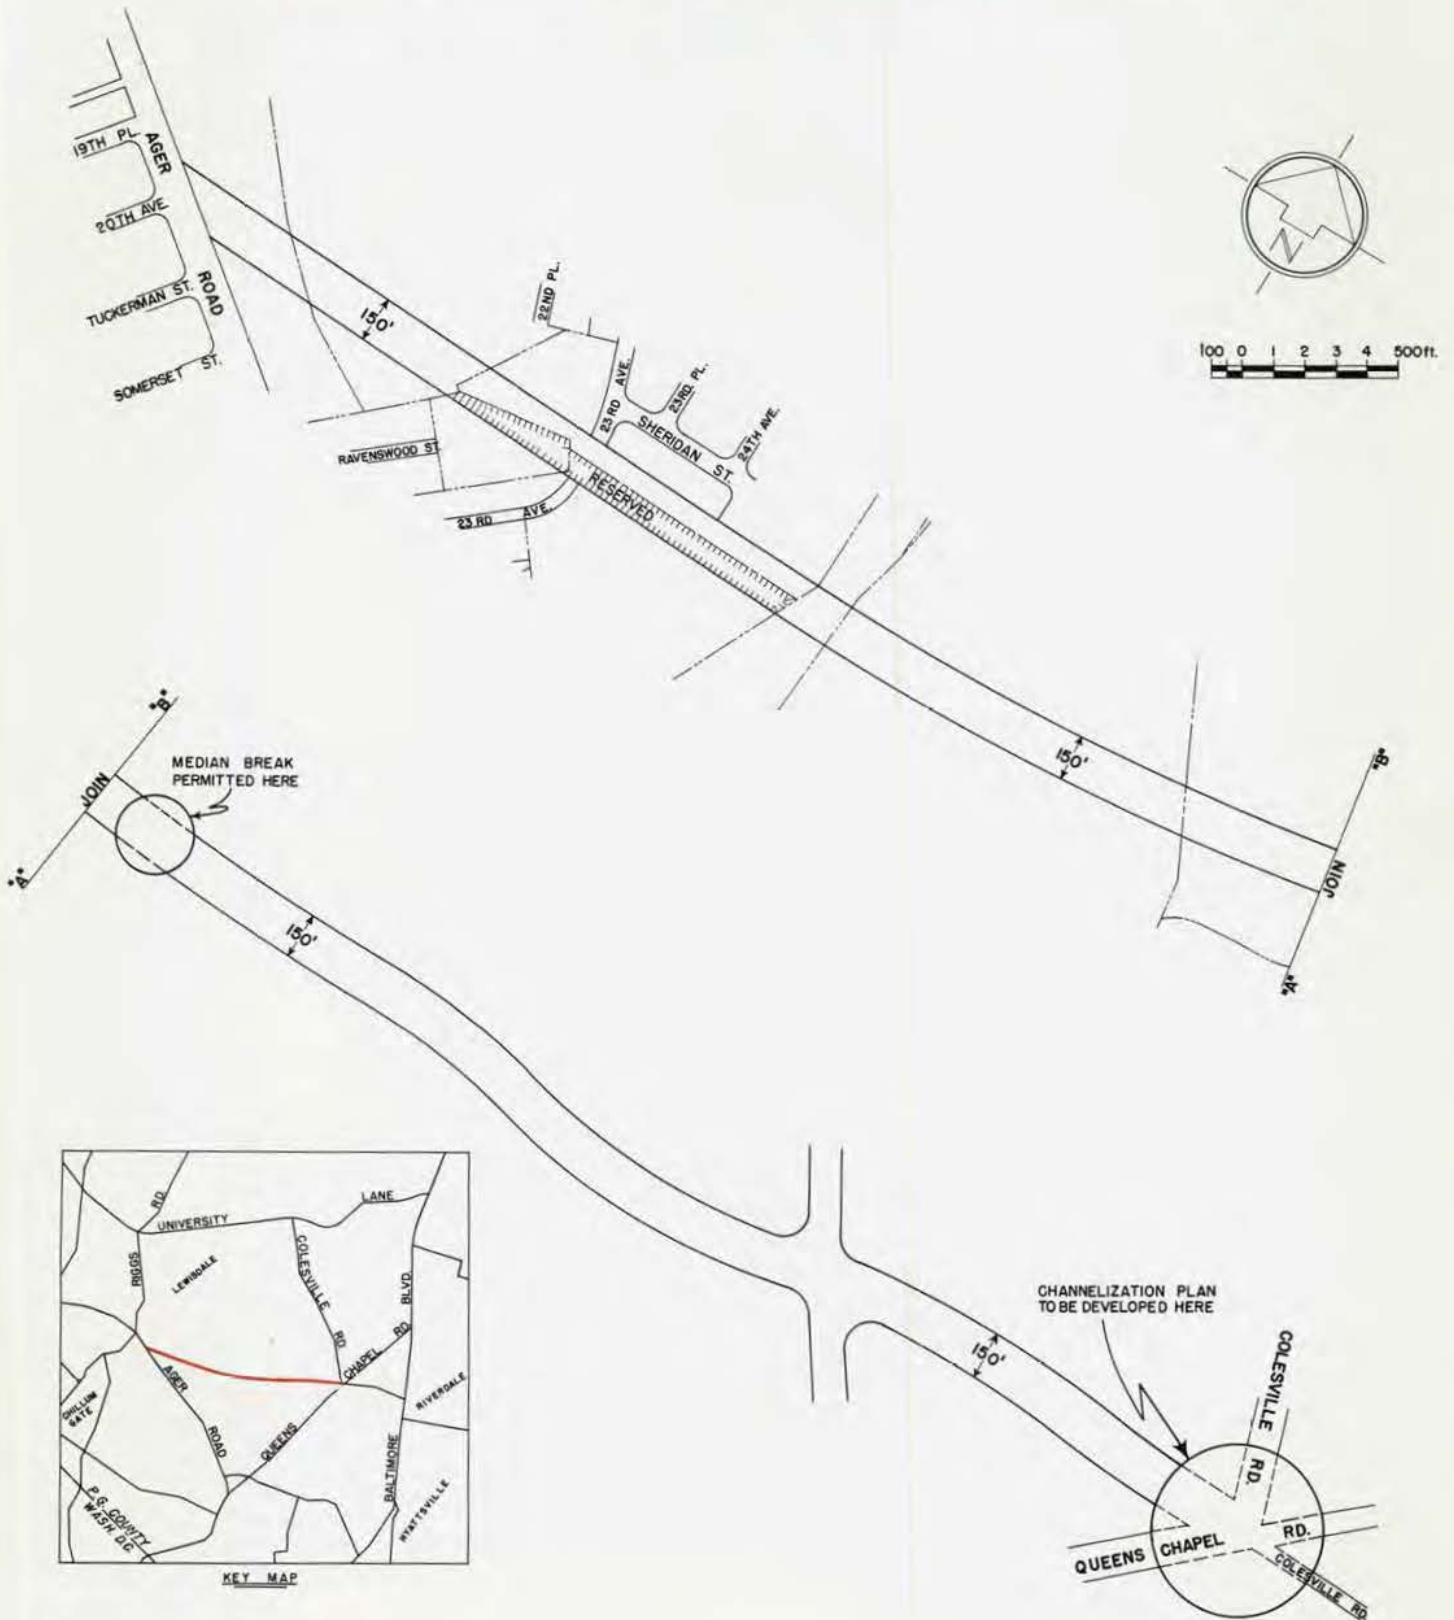 19TH PL.
AGER
20TH AVE.
ROAD
TUCKERMAN ST.
SOMERSET ST.
150'
22ND PL.
23RD AVE.
23RD. PL.
SHERIDAN ST.
24TH AVE.
RAVENSWOOD ST.
RESERVED
23RD AVE.
N
100 0 1 2 3 4 500ft.
150'
"B"
JOIN
"A"
"B"
JOIN
"A"
MEDIAN BREAK
PERMITTED HERE
150'
CHANNELIZATION PLAN
TO BE DEVELOPED HERE
150'
COLESVILLE
RD.
QUEENS CHAPEL RD.
COLESVILLE RD.
RD.
UNIVERSITY LANE
RIGGS
LEWISDALE
COLESVILLE RD.
BLVD.
CHAPEL RD.
AGER ROAD
RIVERDALE
CHILLUM
GATE
QUEENS
BALTIMORE
HYATTSVILLE
P.G. COUNTY
WASH. D.C.
KEY MAP